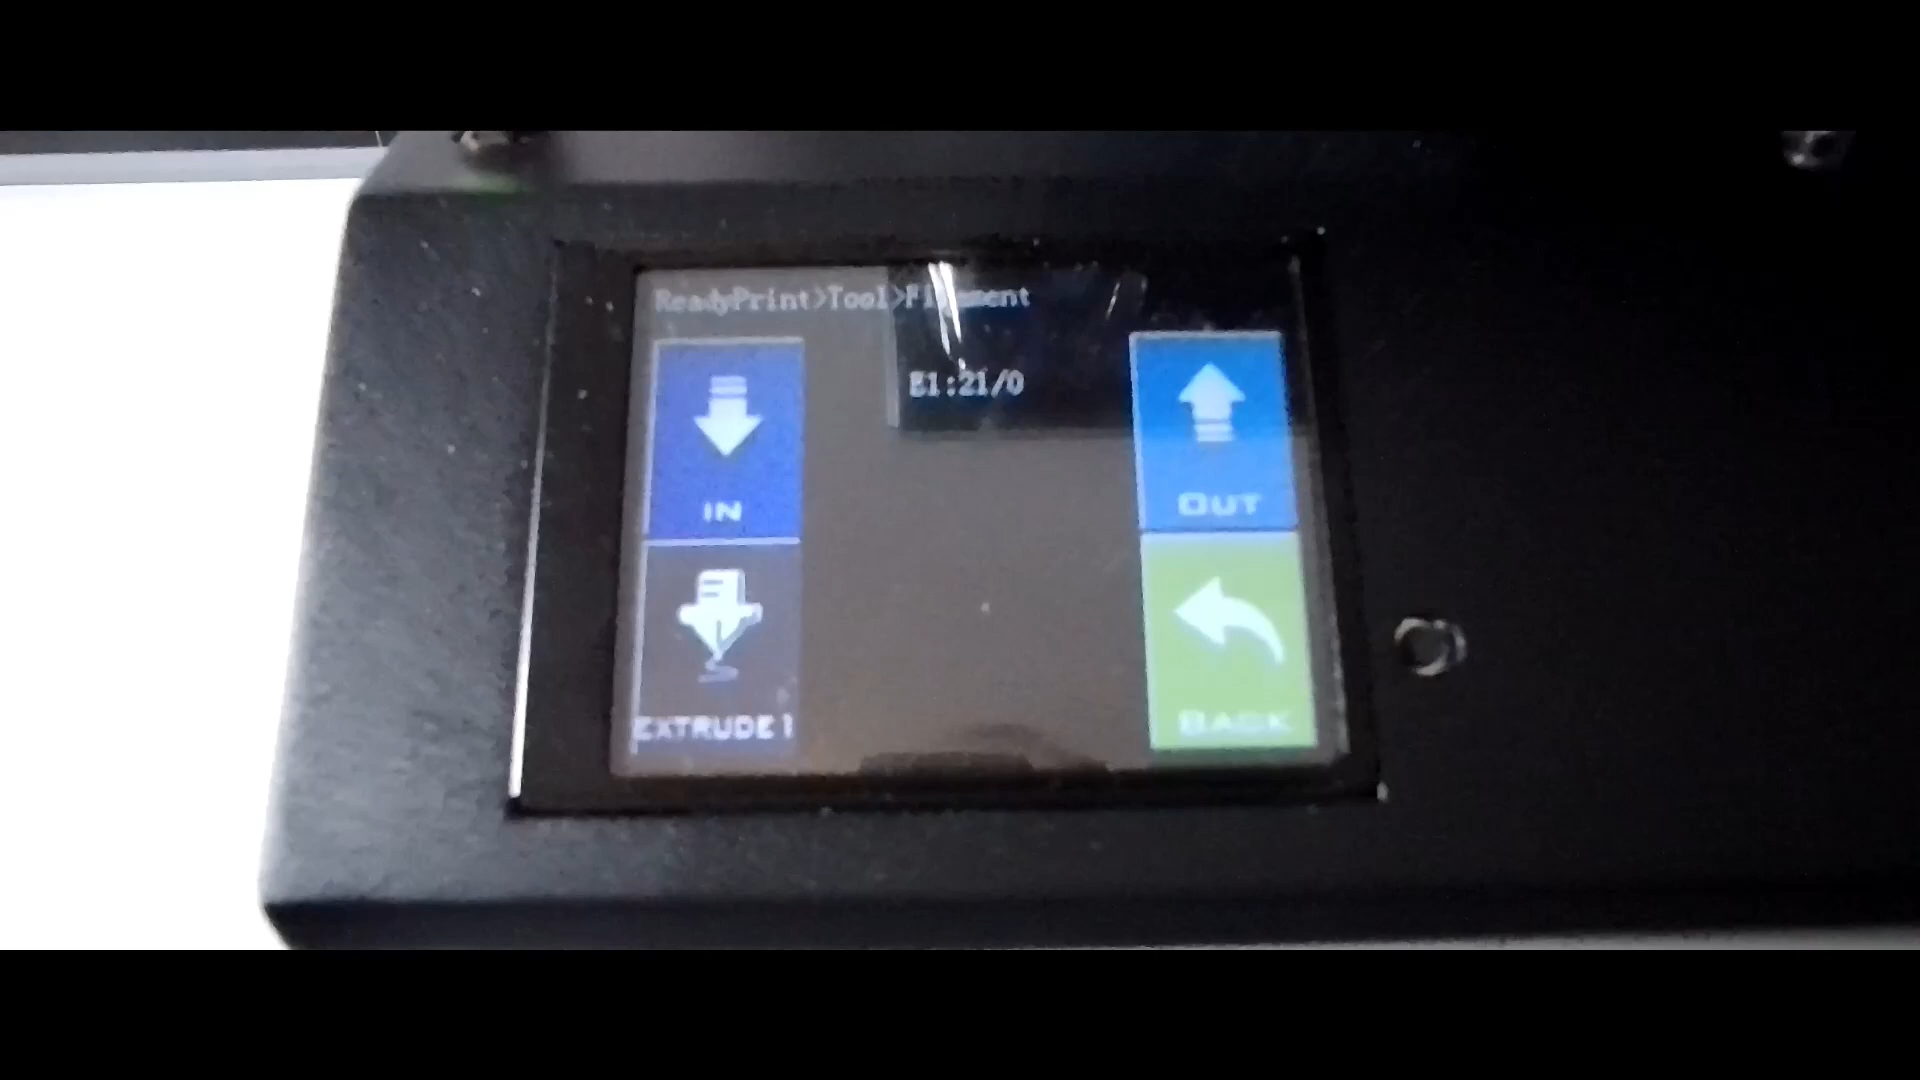 ReadyPrint>Tool>Filament
E1:21/0
IN
OUT
EXTRUDE1
BACK